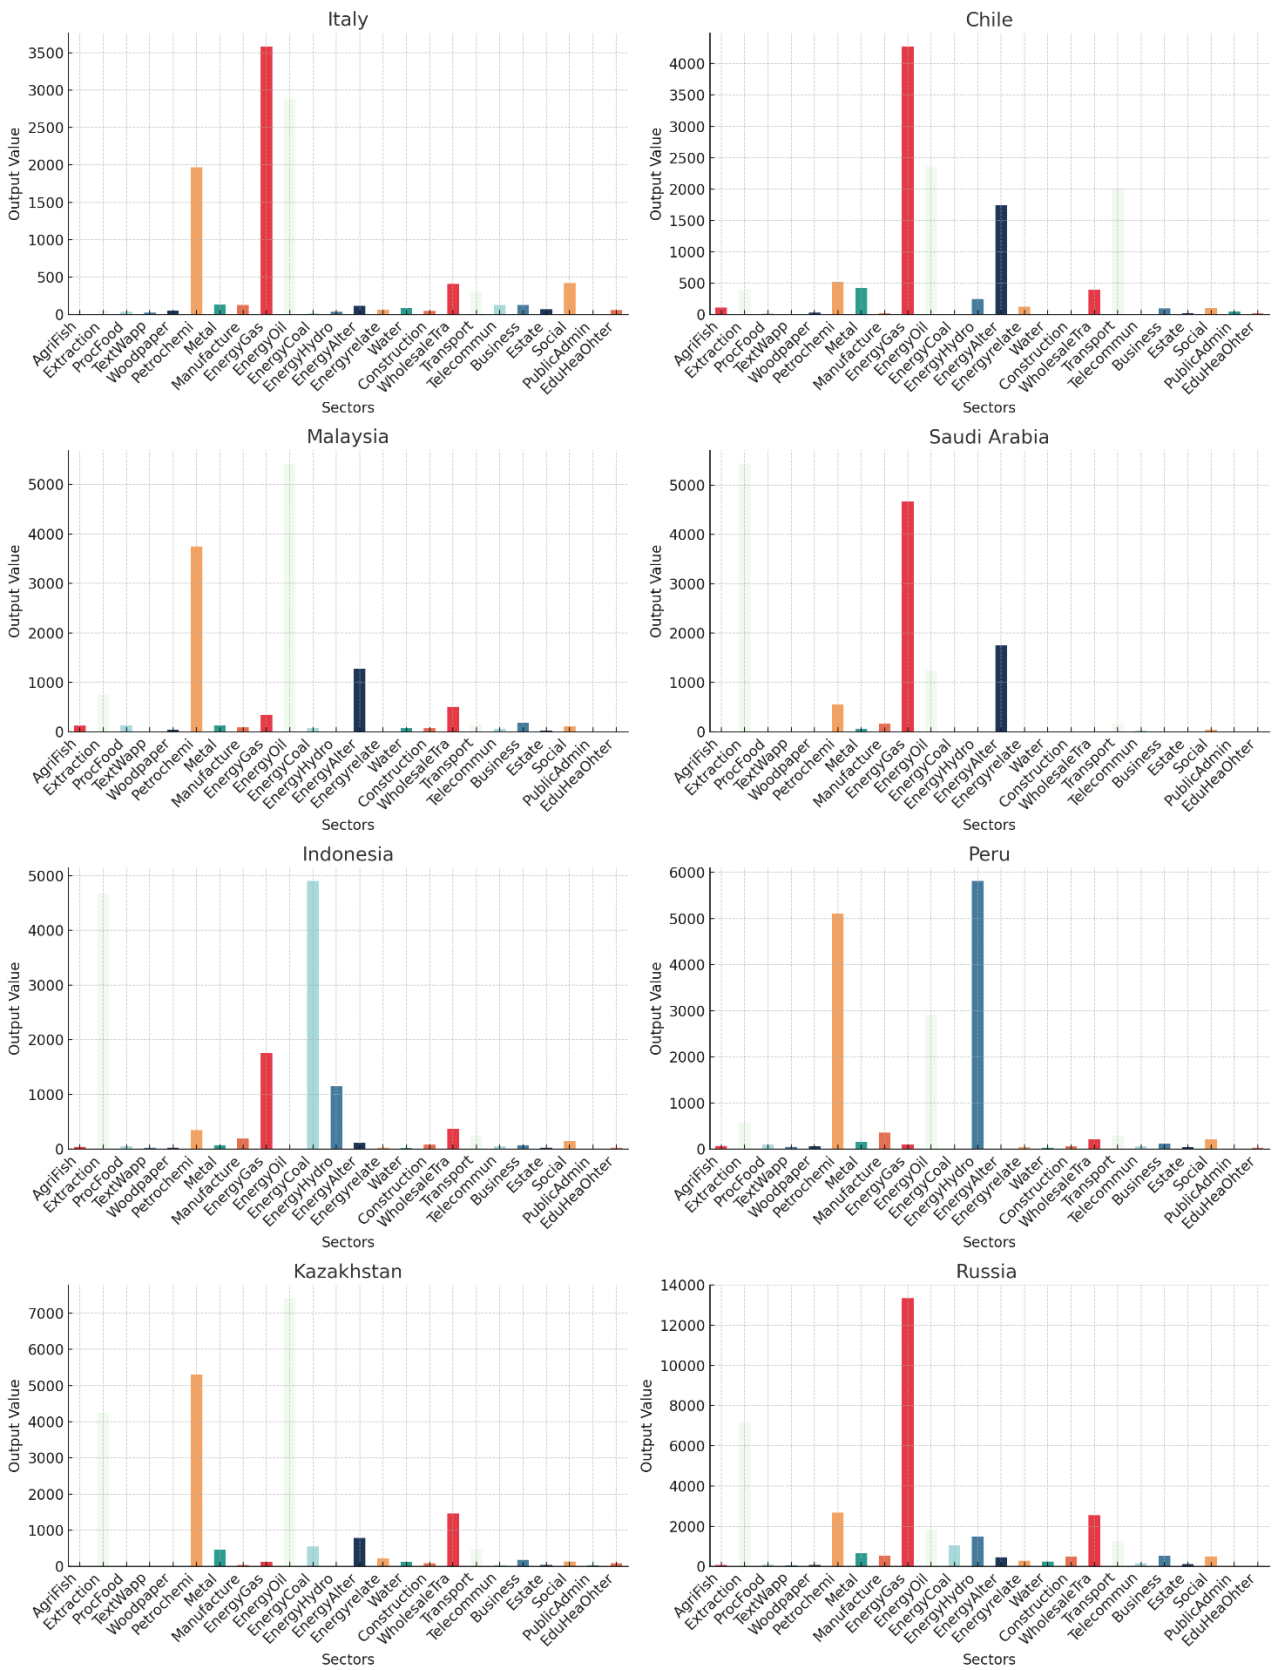 Italy
Output Value
3500
3000
2500
2000
1500
1000
500
0
AgriFish
Extraction
ProcFood
TextWapp
Woodpaper
Petrochemi
Metal
Manufacture
EnergyGas
EnergyOil
EnergyCoal
EnergyHydro
EnergyAlter
Energyrelate
Water
Construction
WholesaleTra
Transport
Telecommun
Business
Estate
Social
PublicAdmin
EduHeaOhter
Sectors
Chile
Output Value
4000
4500
3000
2500
2000
1500
1000
500
0
AgriFish
Extraction
ProcFood
TextWapp
Woodpaper
Petrochemi
Metal
Manufacture
EnergyGas
EnergyOil
EnergyCoal
EnergyHydro
EnergyAlter
Energyrelate
Water
Construction
WholesaleTra
Transport
Telecommun
Business
Estate
Social
PublicAdmin
EduHeaOhter
Sectors
Malaysia
Output Value
5000
4000
3000
2000
1000
0
AgriFish
Extraction
ProcFood
TextWapp
Woodpaper
Petrochemi
Metal
Manufacture
EnergyGas
EnergyOil
EnergyCoal
EnergyHydro
EnergyAlter
Energyrelate
Water
Construction
WholesaleTra
Transport
Telecommun
Business
Estate
Social
PublicAdmin
EduHeaOhter
Sectors
Saudi Arabia
Output Value
5000
4000
3000
2000
1000
0
AgriFish
Extraction
ProcFood
TextWapp
Woodpaper
Petrochemi
Metal
Manufacture
EnergyGas
EnergyOil
EnergyCoal
EnergyHydro
EnergyAlter
Energyrelate
Water
Construction
WholesaleTra
Transport
Telecommun
Business
Estate
Social
PublicAdmin
EduHeaOhter
Sectors
Indonesia
Output Value
5000
4000
3000
2000
1000
0
AgriFish
Extraction
ProcFood
TextWapp
Woodpaper
Petrochemi
Metal
Manufacture
EnergyGas
EnergyOil
EnergyCoal
EnergyHydro
EnergyAlter
Energyrelate
Water
Construction
WholesaleTra
Transport
Telecommun
Business
Estate
Social
PublicAdmin
EduHeaOhter
Sectors
Peru
Output Value
6000
5000
4000
3000
2000
1000
0
AgriFish
Extraction
ProcFood
TextWapp
Woodpaper
Petrochemi
Metal
Manufacture
EnergyGas
EnergyOil
EnergyCoal
EnergyHydro
EnergyAlter
Energyrelate
Water
Construction
WholesaleTra
Transport
Telecommun
Business
Estate
Social
PublicAdmin
EduHeaOhter
Sectors
Kazakhstan
Output Value
7000
6000
5000
4000
3000
2000
1000
0
AgriFish
Extraction
ProcFood
TextWapp
Woodpaper
Petrochemi
Metal
Manufacture
EnergyGas
EnergyOil
EnergyCoal
EnergyHydro
EnergyAlter
Energyrelate
Water
Construction
WholesaleTra
Transport
Telecommun
Business
Estate
Social
PublicAdmin
EduHeaOhter
Sectors
Russia
Output Value
14000
12000
10000
8000
6000
4000
2000
0
AgriFish
Extraction
ProcFood
TextWapp
Woodpaper
Petrochemi
Metal
Manufacture
EnergyGas
EnergyOil
EnergyCoal
EnergyHydro
EnergyAlter
Energyrelate
Water
Construction
WholesaleTra
Transport
Telecommun
Business
Estate
Social
PublicAdmin
EduHeaOhter
Sectors